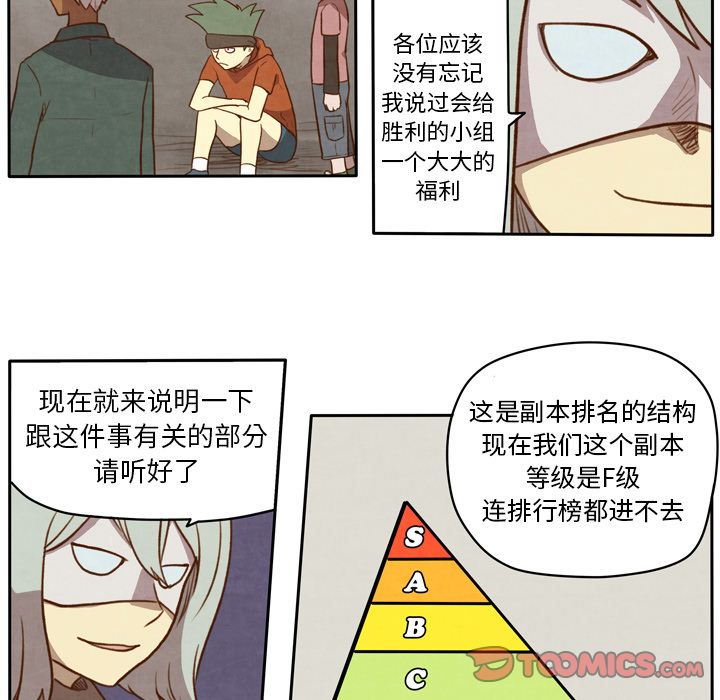 各位应该
没有忘记
我说过会给
胜利的小组
一个大大的
福利
现在就来说明一下
跟这件事有关的部分
请听好了
这是副本排名的结构
现在我们这个副本
等级是F级
连排行榜都进不去
S
A
B
C
TOOMICS.com